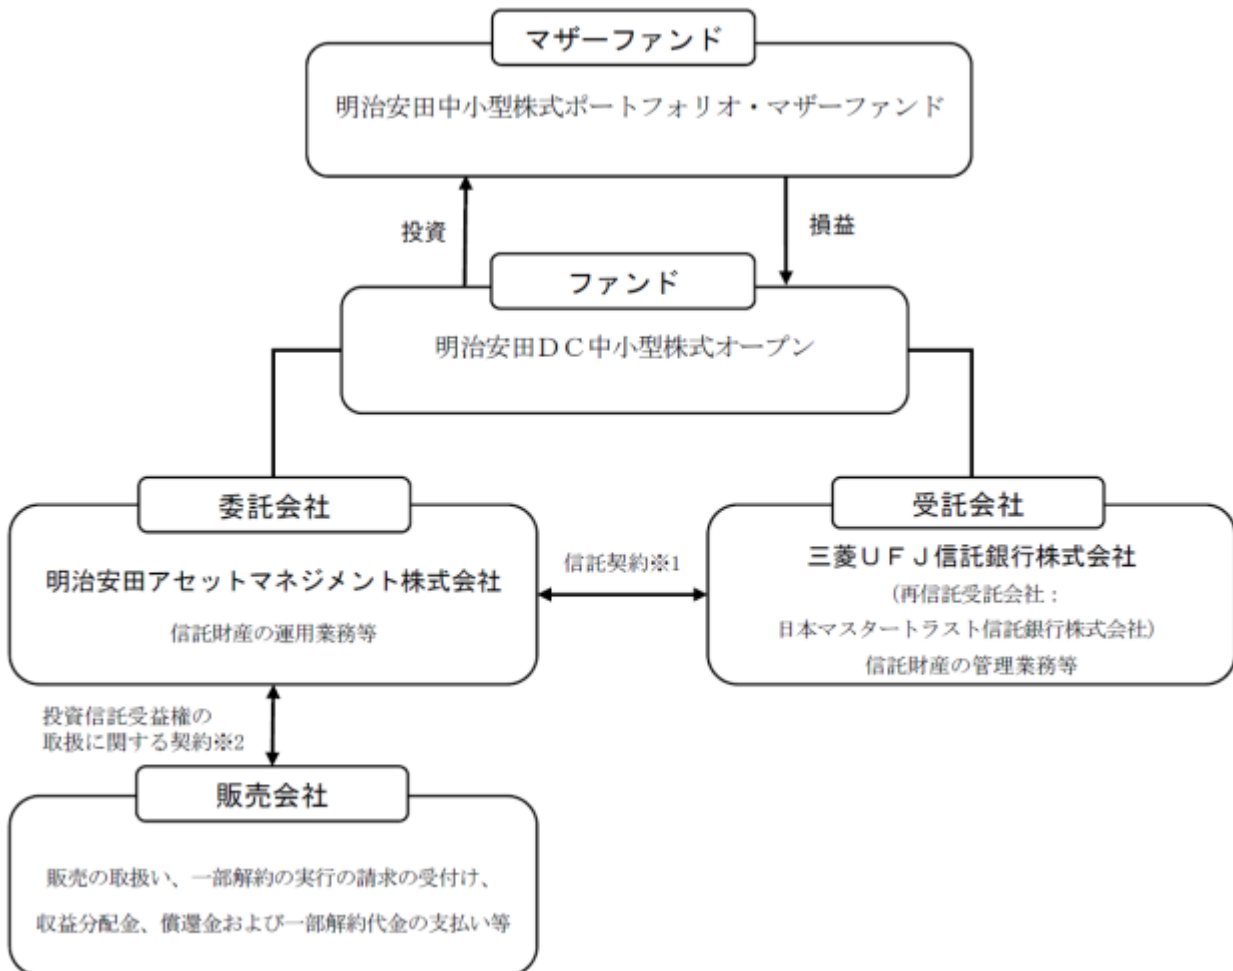 マザーファンド
明治安田中小型株式ポートフォリオ・マザーファンド
投資
損益
ファンド
明治安田ＤＣ中小型株式オープン
委託会社
明治安田アセットマネジメント株式会社
信託財産の運用業務等
信託契約※1
受託会社
三菱ＵＦＪ信託銀行株式会社
（再信託受託会社：
日本マスタートラスト信託銀行株式会社）
信託財産の管理業務等
投資信託受益権の
取扱に関する契約※2
販売会社
販売の取扱い、一部解約の実行の請求の受付け、
収益分配金、償還金および一部解約代金の支払い等